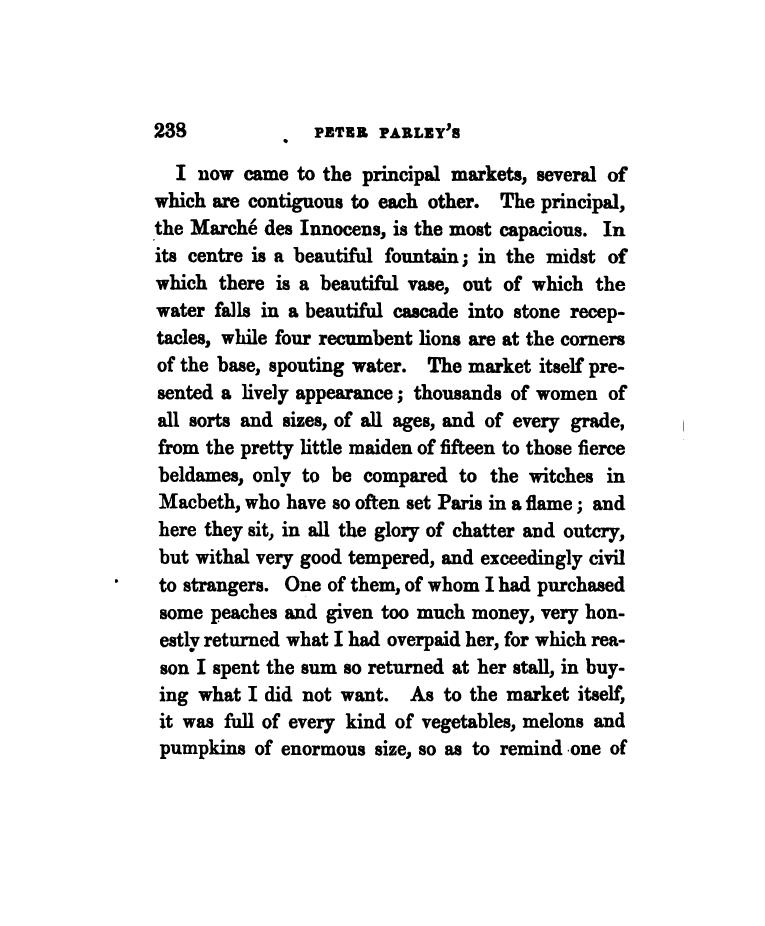 238 PETER PARLEY'S
I now came to the principal markets, several of
which are contiguous to each other. The principal,
the Marché des Innocens, is the most capacious. In
its centre is a beautiful fountain; in the midst of
which there is a beautiful vase, out of which the
water falls in a beautiful cascade into stone recep-
tacles, while four recumbent lions are at the corners
of the base, spouting water. The market itself pre-
sented a lively appearance; thousands of women of
all sorts and sizes, of all ages, and of every grade,
from the pretty little maiden of fifteen to those fierce
beldames, only to be compared to the witches in
Macbeth, who have so often set Paris in a flame; and
here they sit, in all the glory of chatter and outcry,
but withal very good tempered, and exceedingly civil
to strangers. One of them, of whom I had purchased
some peaches and given too much money, very hon-
estly returned what I had overpaid her, for which rea-
son I spent the sum so returned at her stall, in buy-
ing what I did not want. As to the market itself,
it was full of every kind of vegetables, melons and
pumpkins of enormous size, so as to remind one of